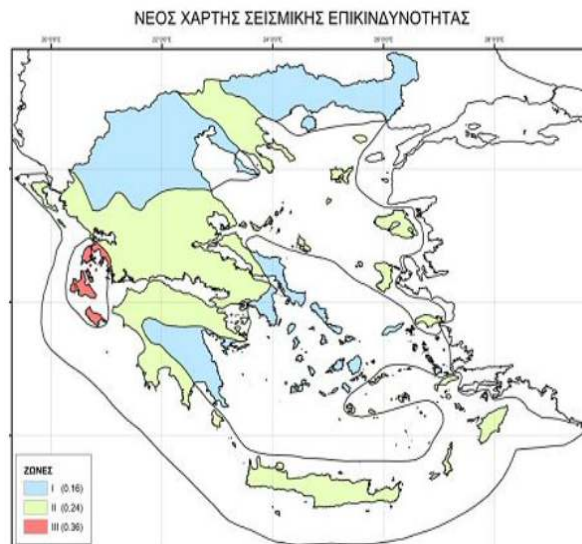 ΝΕΟΣ ΧΑΡΤΗΣ ΣΕΙΣΜΙΚΗΣ ΕΠΙΚΙΝΔΥΝΟΤΗΤΑΣ
ΖΩΝΕΣ
I (0.16)
II (0.24)
III (0.36)